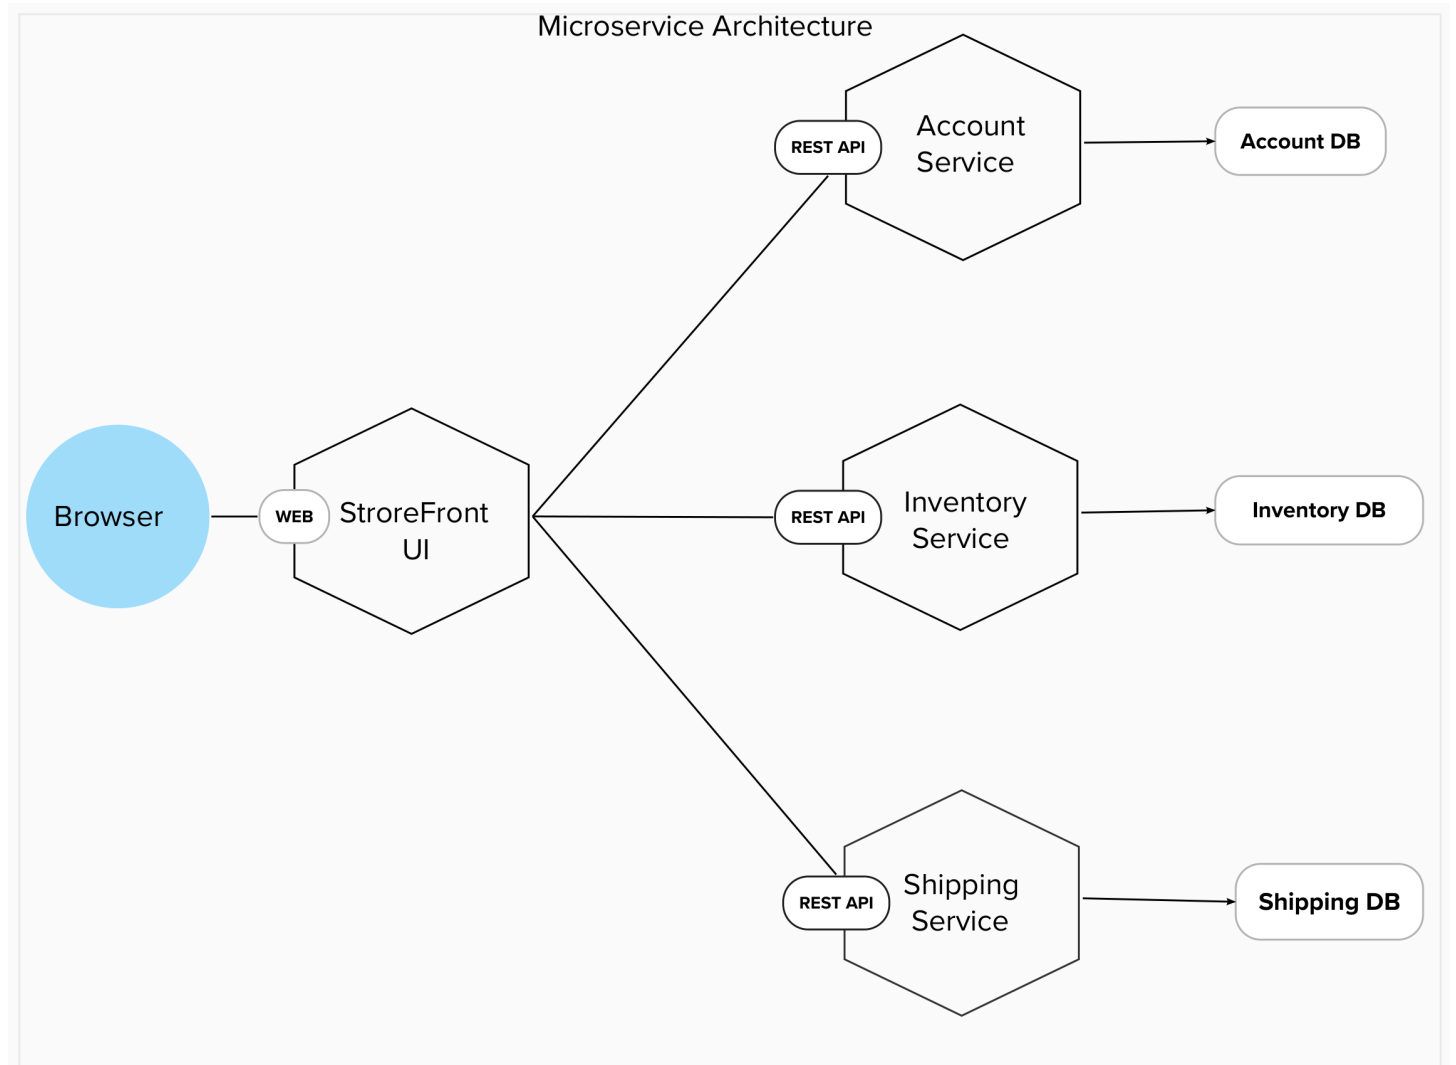 Microservice Architecture
Account
Service
REST API
Account DB
Browser
WEB
StroreFront
UI
REST API
Inventory
Service
Inventory DB
REST API
Shipping
Service
Shipping DB